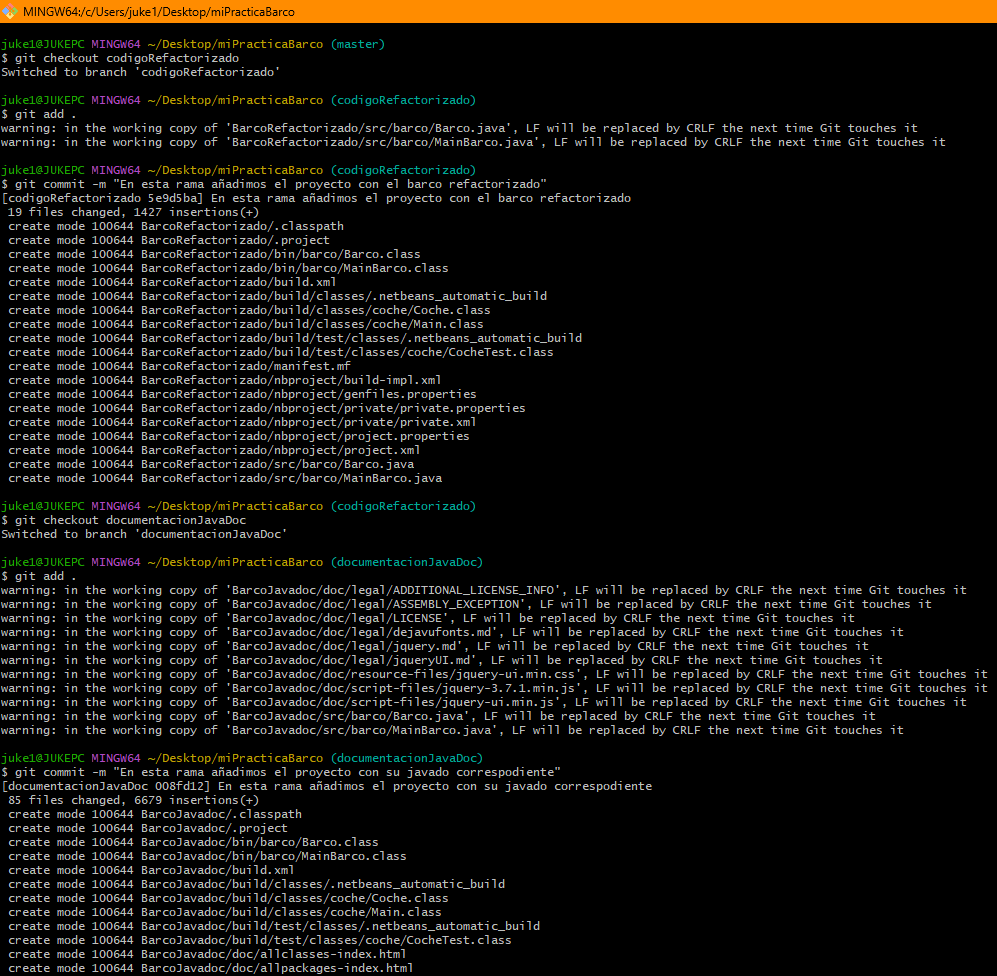 MINGW64:/c/Users/juke1/Desktop/miPracticaBarco
juke1@JUKEPC MINGW64 ~/Desktop/miPracticaBarco (master)
$ git checkout codigoRefactorizado
Switched to branch 'codigoRefactorizado'
juke1@JUKEPC MINGW64 ~/Desktop/miPracticaBarco (codigoRefactorizado)
$ git add .
warning: in the working copy of 'BarcoRefactorizado/src/barco/Barco.java', LF will be replaced by CRLF the next time Git touches it
warning: in the working copy of 'BarcoRefactorizado/src/barco/MainBarco.java', LF will be replaced by CRLF the next time Git touches it
juke1@JUKEPC MINGW64 ~/Desktop/miPracticaBarco (codigoRefactorizado)
$ git commit -m "En esta rama añadimos el proyecto con el barco refactorizado"
[codigoRefactorizado 5e9d5ba] En esta rama añadimos el proyecto con el barco refactorizado
19 files changed, 1427 insertions(+)
create mode 100644 BarcoRefactorizado/.classpath
create mode 100644 BarcoRefactorizado/.project
create mode 100644 BarcoRefactorizado/bin/barco/Barco.class
create mode 100644 BarcoRefactorizado/bin/barco/MainBarco.class
create mode 100644 BarcoRefactorizado/build.xml
create mode 100644 BarcoRefactorizado/build/classes/.netbeans_automatic_build
create mode 100644 BarcoRefactorizado/build/classes/coche/Coche.class
create mode 100644 BarcoRefactorizado/build/classes/coche/Main.class
create mode 100644 BarcoRefactorizado/build/test/classes/.netbeans_automatic_build
create mode 100644 BarcoRefactorizado/build/test/classes/coche/CocheTest.class
create mode 100644 BarcoRefactorizado/manifest.mf
create mode 100644 BarcoRefactorizado/nbproject/build-impl.xml
create mode 100644 BarcoRefactorizado/nbproject/genfiles.properties
create mode 100644 BarcoRefactorizado/nbproject/private/private.properties
create mode 100644 BarcoRefactorizado/nbproject/private/private.xml
create mode 100644 BarcoRefactorizado/nbproject/project.properties
create mode 100644 BarcoRefactorizado/nbproject/project.xml
create mode 100644 BarcoRefactorizado/src/barco/Barco.java
create mode 100644 BarcoRefactorizado/src/barco/MainBarco.java
juke1@JUKEPC MINGW64 ~/Desktop/miPracticaBarco (codigoRefactorizado)
$ git checkout documentacionJavaDoc
Switched to branch 'documentacionJavaDoc'
juke1@JUKEPC MINGW64 ~/Desktop/miPracticaBarco (documentacionJavaDoc)
$ git add .
warning: in the working copy of 'BarcoJavadoc/doc/legal/ADDITIONAL_LICENSE_INFO', LF will be replaced by CRLF the next time Git touches it
warning: in the working copy of 'BarcoJavadoc/doc/legal/ASSEMBLY_EXCEPTION', LF will be replaced by CRLF the next time Git touches it
warning: in the working copy of 'BarcoJavadoc/doc/legal/LICENSE', LF will be replaced by CRLF the next time Git touches it
warning: in the working copy of 'BarcoJavadoc/doc/legal/dejavufonts.md', LF will be replaced by CRLF the next time Git touches it
warning: in the working copy of 'BarcoJavadoc/doc/legal/jquery.md', LF will be replaced by CRLF the next time Git touches it
warning: in the working copy of 'BarcoJavadoc/doc/legal/jqueryUI.md', LF will be replaced by CRLF the next time Git touches it
warning: in the working copy of 'BarcoJavadoc/doc/resource-files/jquery-ui.min.css', LF will be replaced by CRLF the next time Git touches it
warning: in the working copy of 'BarcoJavadoc/doc/script-files/jquery-3.7.1.min.js', LF will be replaced by CRLF the next time Git touches it
warning: in the working copy of 'BarcoJavadoc/doc/script-files/jquery-ui.min.js', LF will be replaced by CRLF the next time Git touches it
warning: in the working copy of 'BarcoJavadoc/src/barco/Barco.java', LF will be replaced by CRLF the next time Git touches it
warning: in the working copy of 'BarcoJavadoc/src/barco/MainBarco.java', LF will be replaced by CRLF the next time Git touches it
juke1@JUKEPC MINGW64 ~/Desktop/miPracticaBarco (documentacionJavaDoc)
$ git commit -m "En esta rama añadimos el proyecto con su javado correspodiente"
[documentacionJavaDoc 008fd12] En esta rama añadimos el proyecto con su javado correspodiente
85 files changed, 6679 insertions(+)
create mode 100644 BarcoJavadoc/.classpath
create mode 100644 BarcoJavadoc/.project
create mode 100644 BarcoJavadoc/bin/barco/Barco.class
create mode 100644 BarcoJavadoc/bin/barco/MainBarco.class
create mode 100644 BarcoJavadoc/build.xml
create mode 100644 BarcoJavadoc/build/classes/.netbeans_automatic_build
create mode 100644 BarcoJavadoc/build/classes/coche/Coche.class
create mode 100644 BarcoJavadoc/build/classes/coche/Main.class
create mode 100644 BarcoJavadoc/build/test/classes/.netbeans_automatic_build
create mode 100644 BarcoJavadoc/build/test/classes/coche/CocheTest.class
create mode 100644 BarcoJavadoc/doc/allclasses-index.html
create mode 100644 BarcoJavadoc/doc/allpackages-index.html